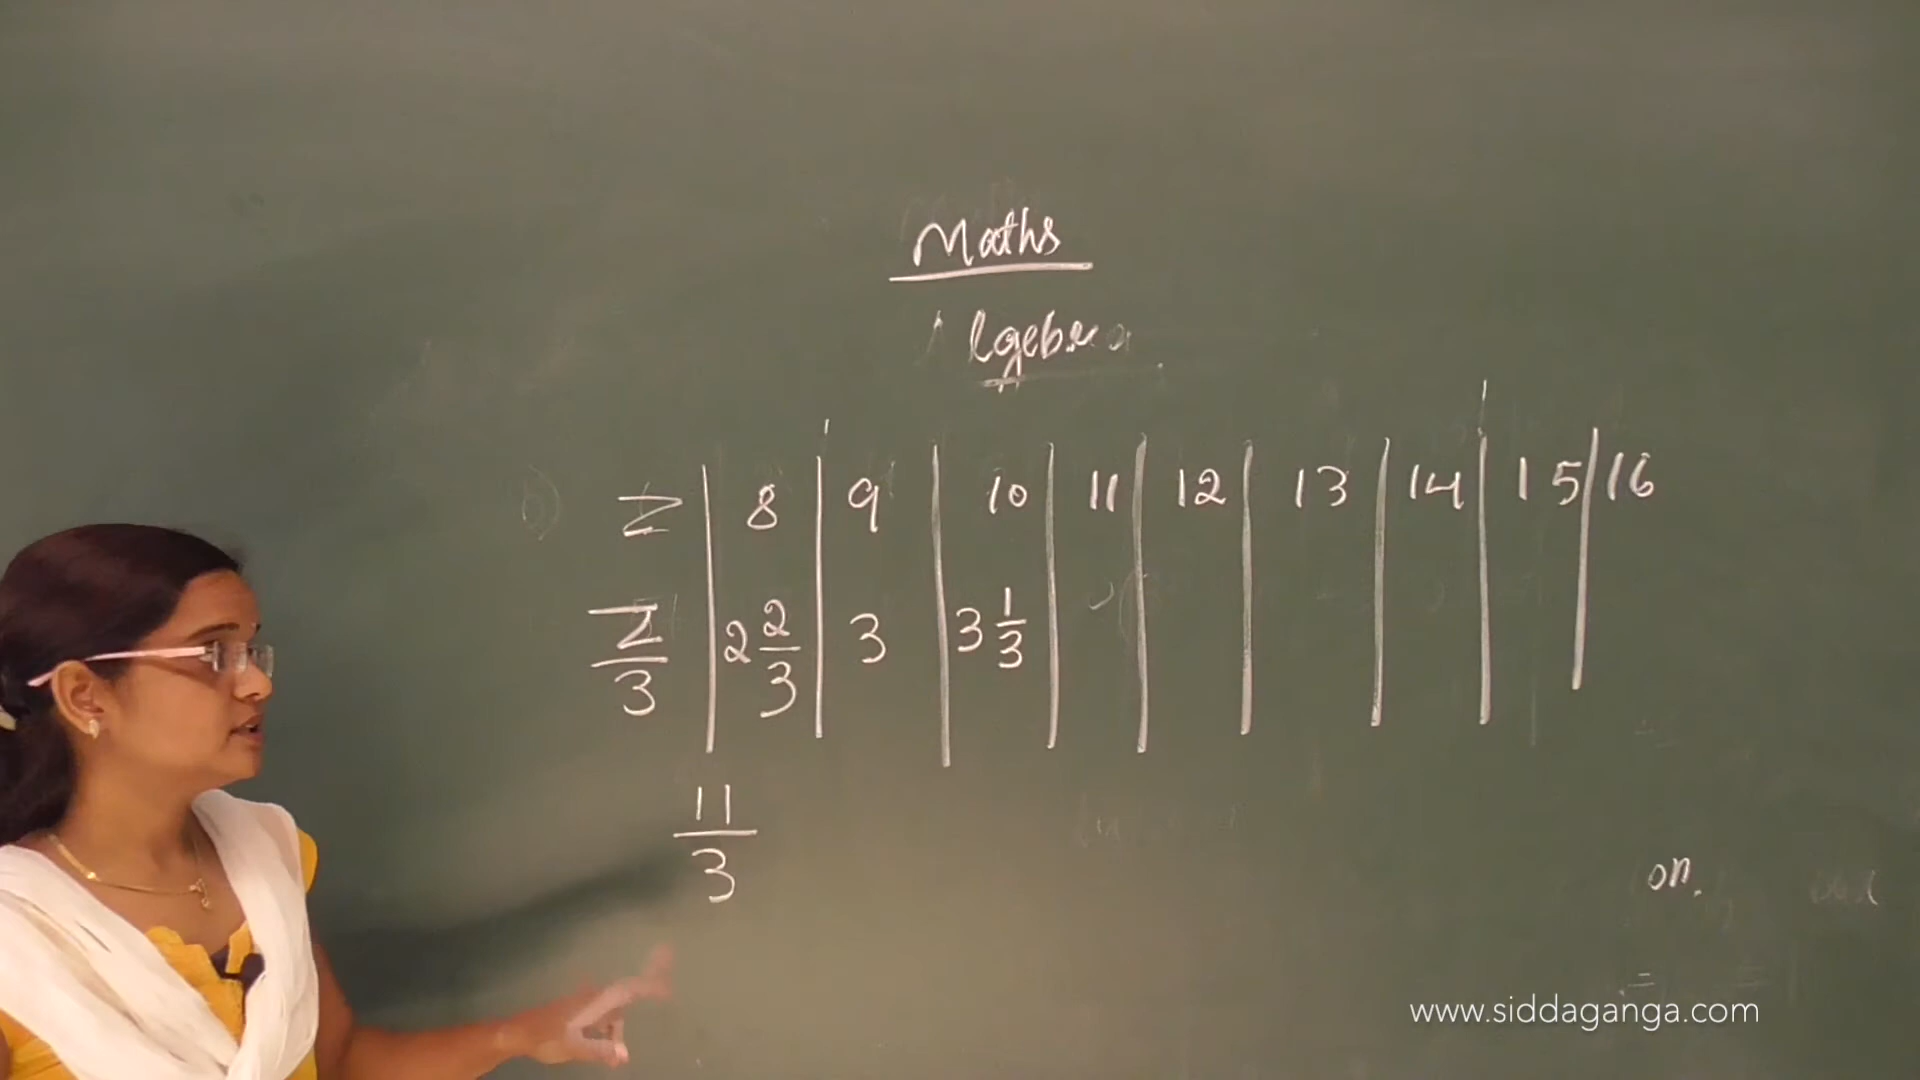 Maths
Algebra
Z 8 9 10 11 12 13 14 15 16
Z/3 2 2/3 3 3 1/3
11/3
on.
www.siddaganga.com